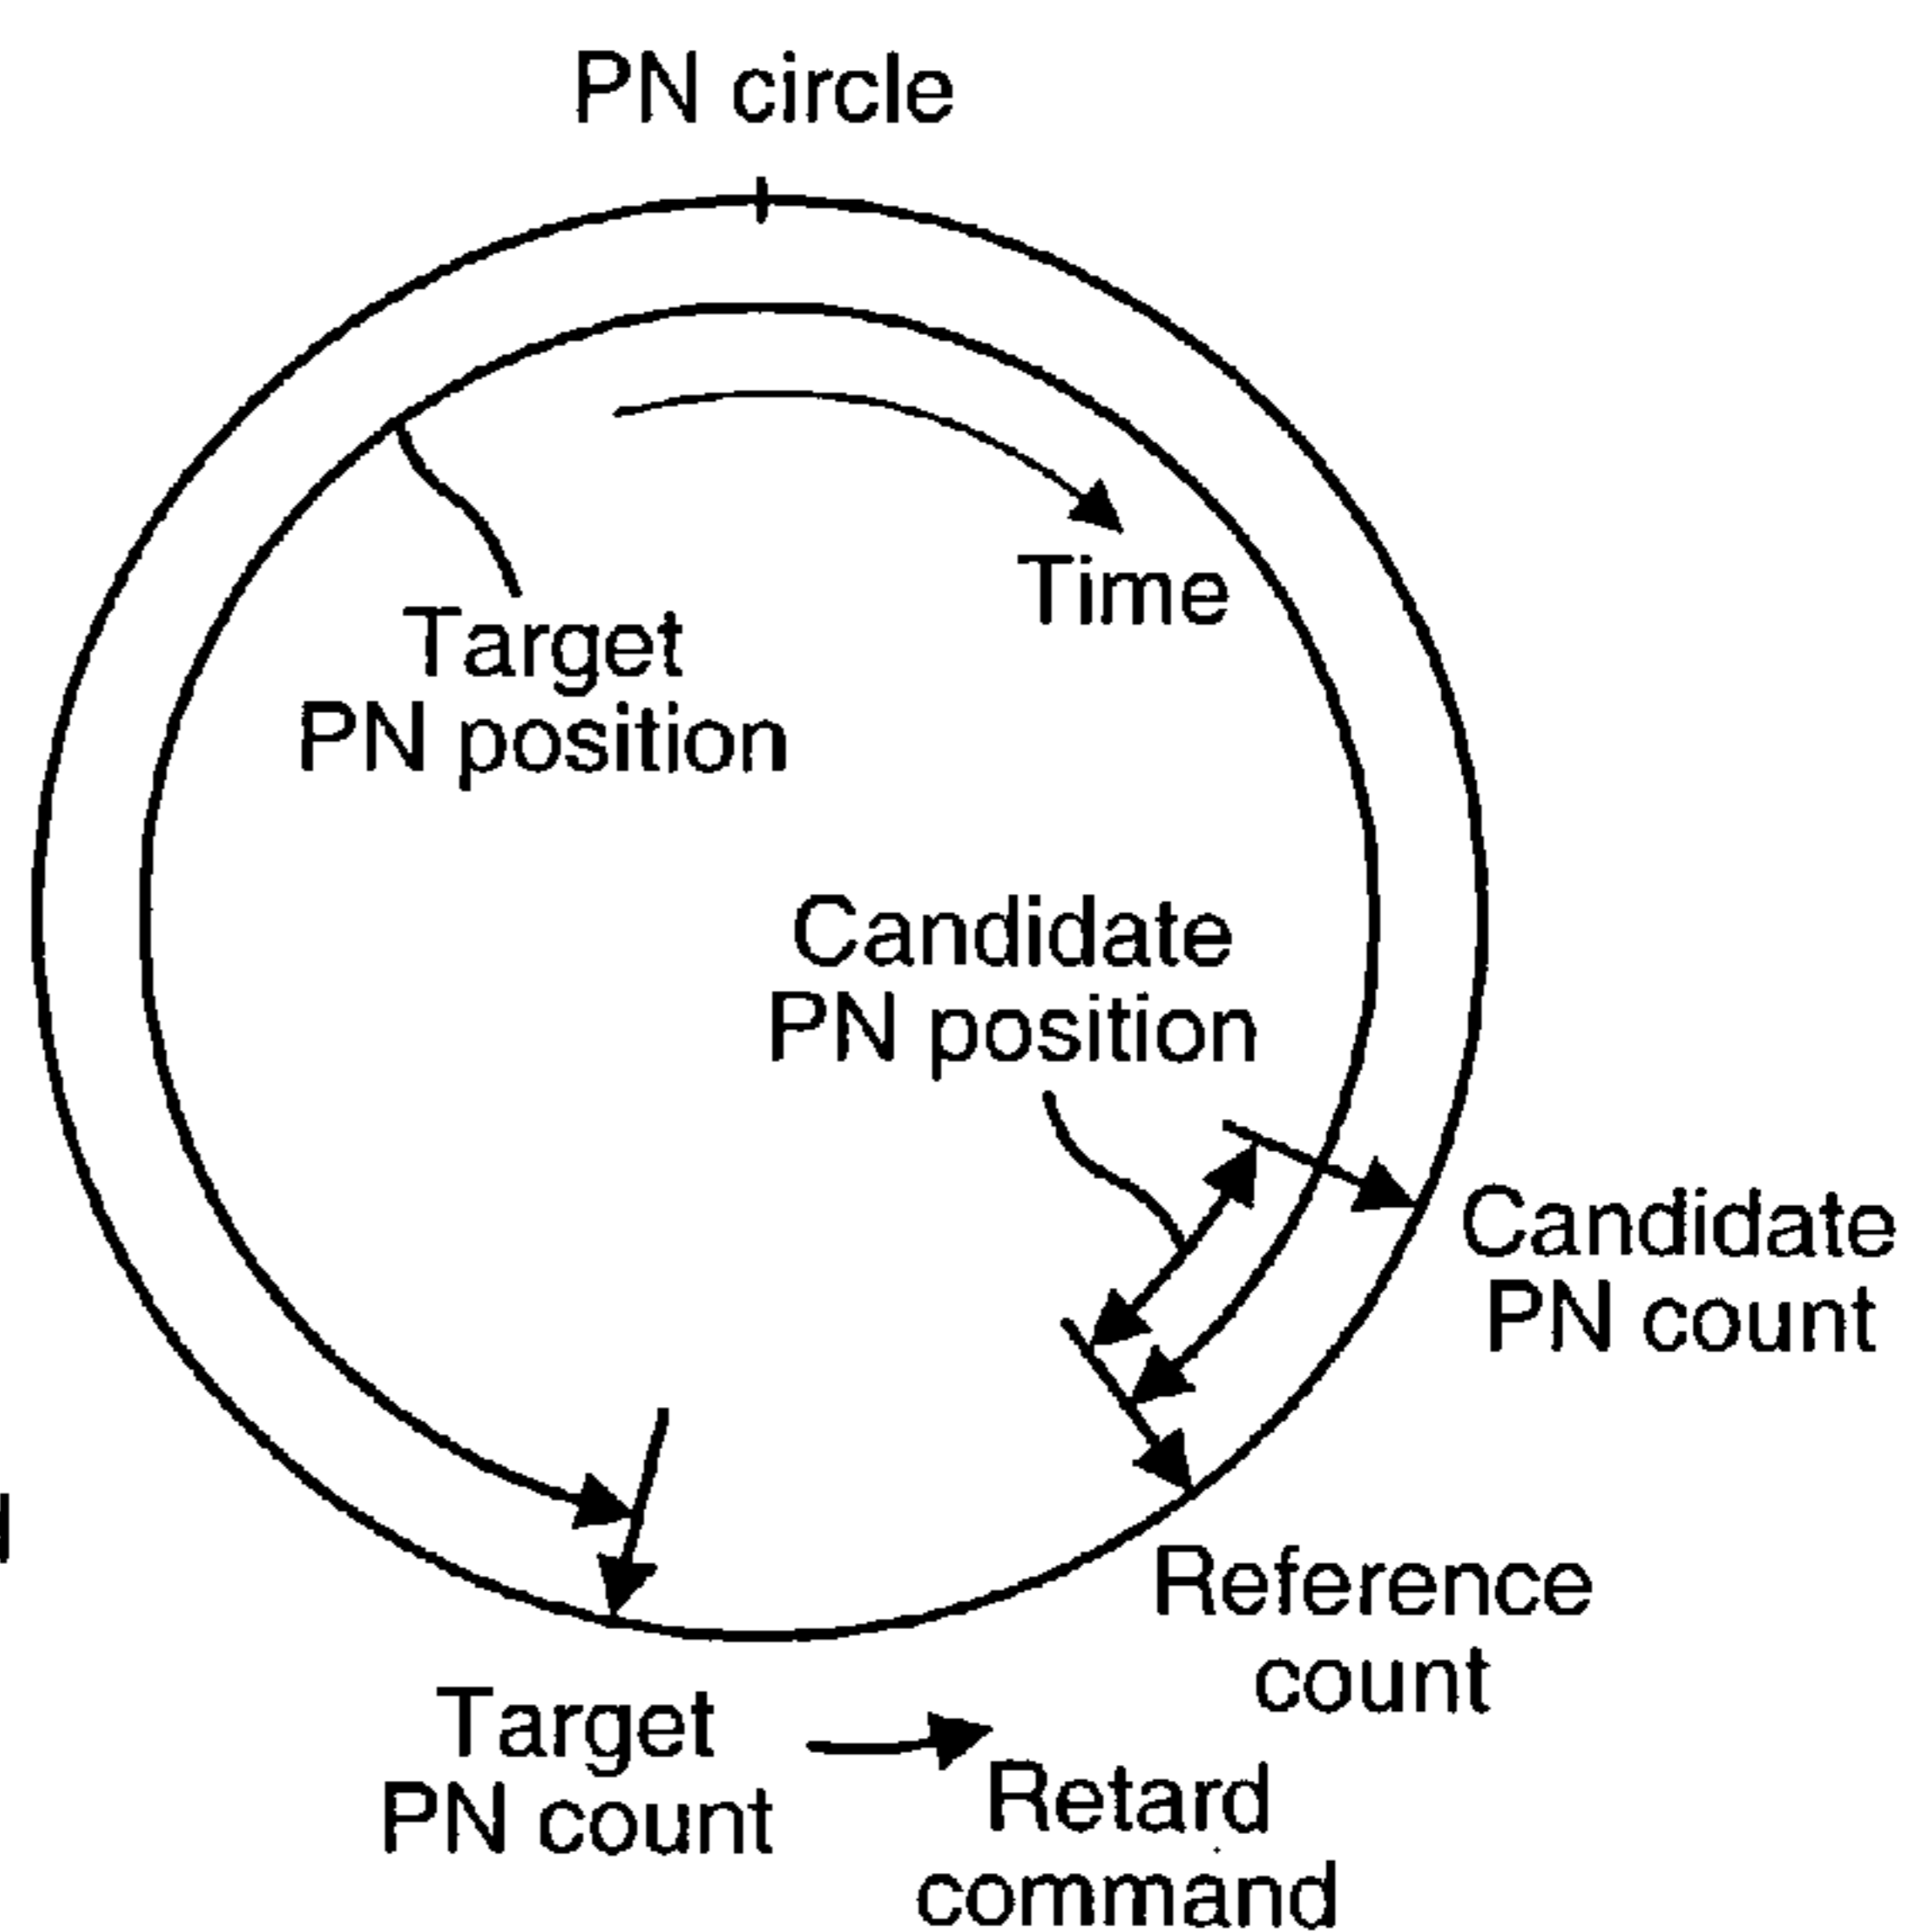 PN circle
Time
Target
PN position
Candidate
PN position
Candidate
PN count
Reference
count
Target
PN count
Retard
command